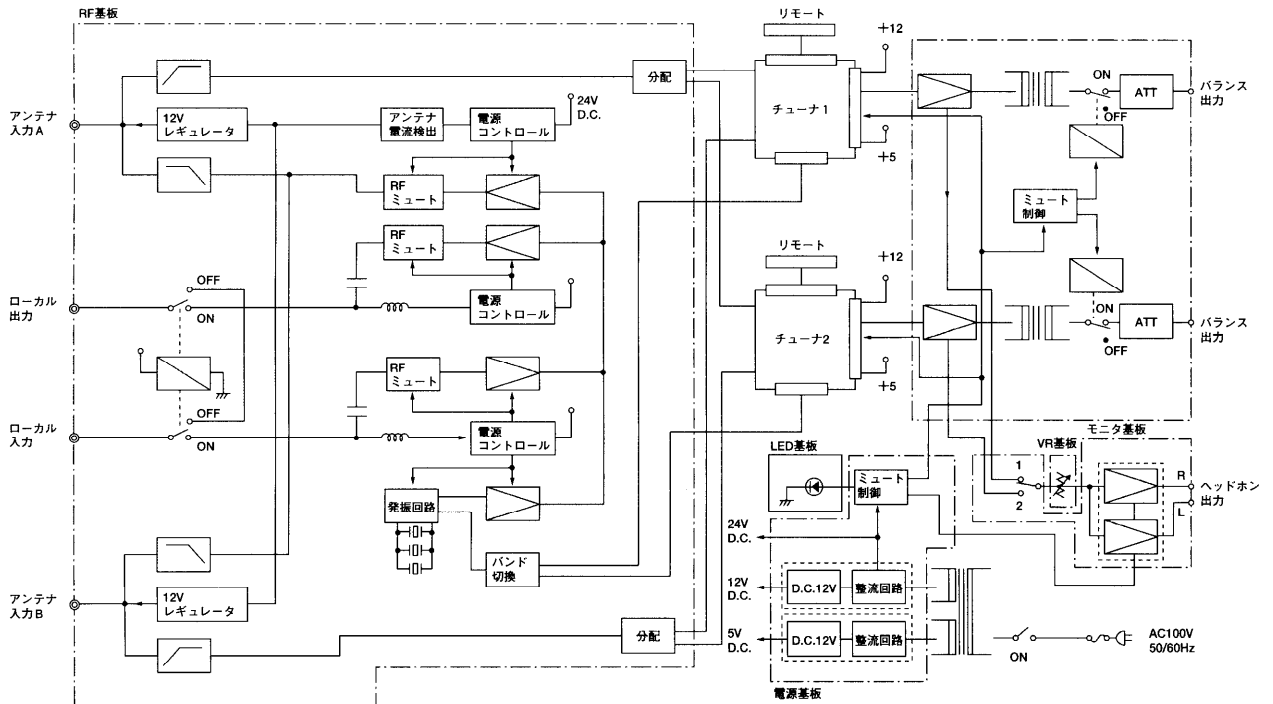 RF基板
アンテナ
入力A
12V
レギュレータ
アンテナ
電流検出
電源
コントロール
24V
D.C.
分配
RF
ミュート
RF
ミュート
電源
コントロール
ローカル
出力
OFF
ON
ローカル
入力
OFF
ON
RF
ミュート
電源
コントロール
発振回路
バンド
切換
アンテナ
入力B
12V
レギュレータ
分配
リモート
チューナ1
+12
+5
リモート
チューナ2
+12
+5
ON
OFF
ATT
バランス
出力
ミュート
制御
ON
OFF
ATT
バランス
出力
LED基板
ミュート
制御
24V
D.C.
12V
D.C.
D.C.12V
整流回路
5V
D.C.
D.C.12V
整流回路
電源基板
1
2
VR基板
モニタ基板
R
L
ヘッドホン
出力
ON
AC100V
50/60Hz